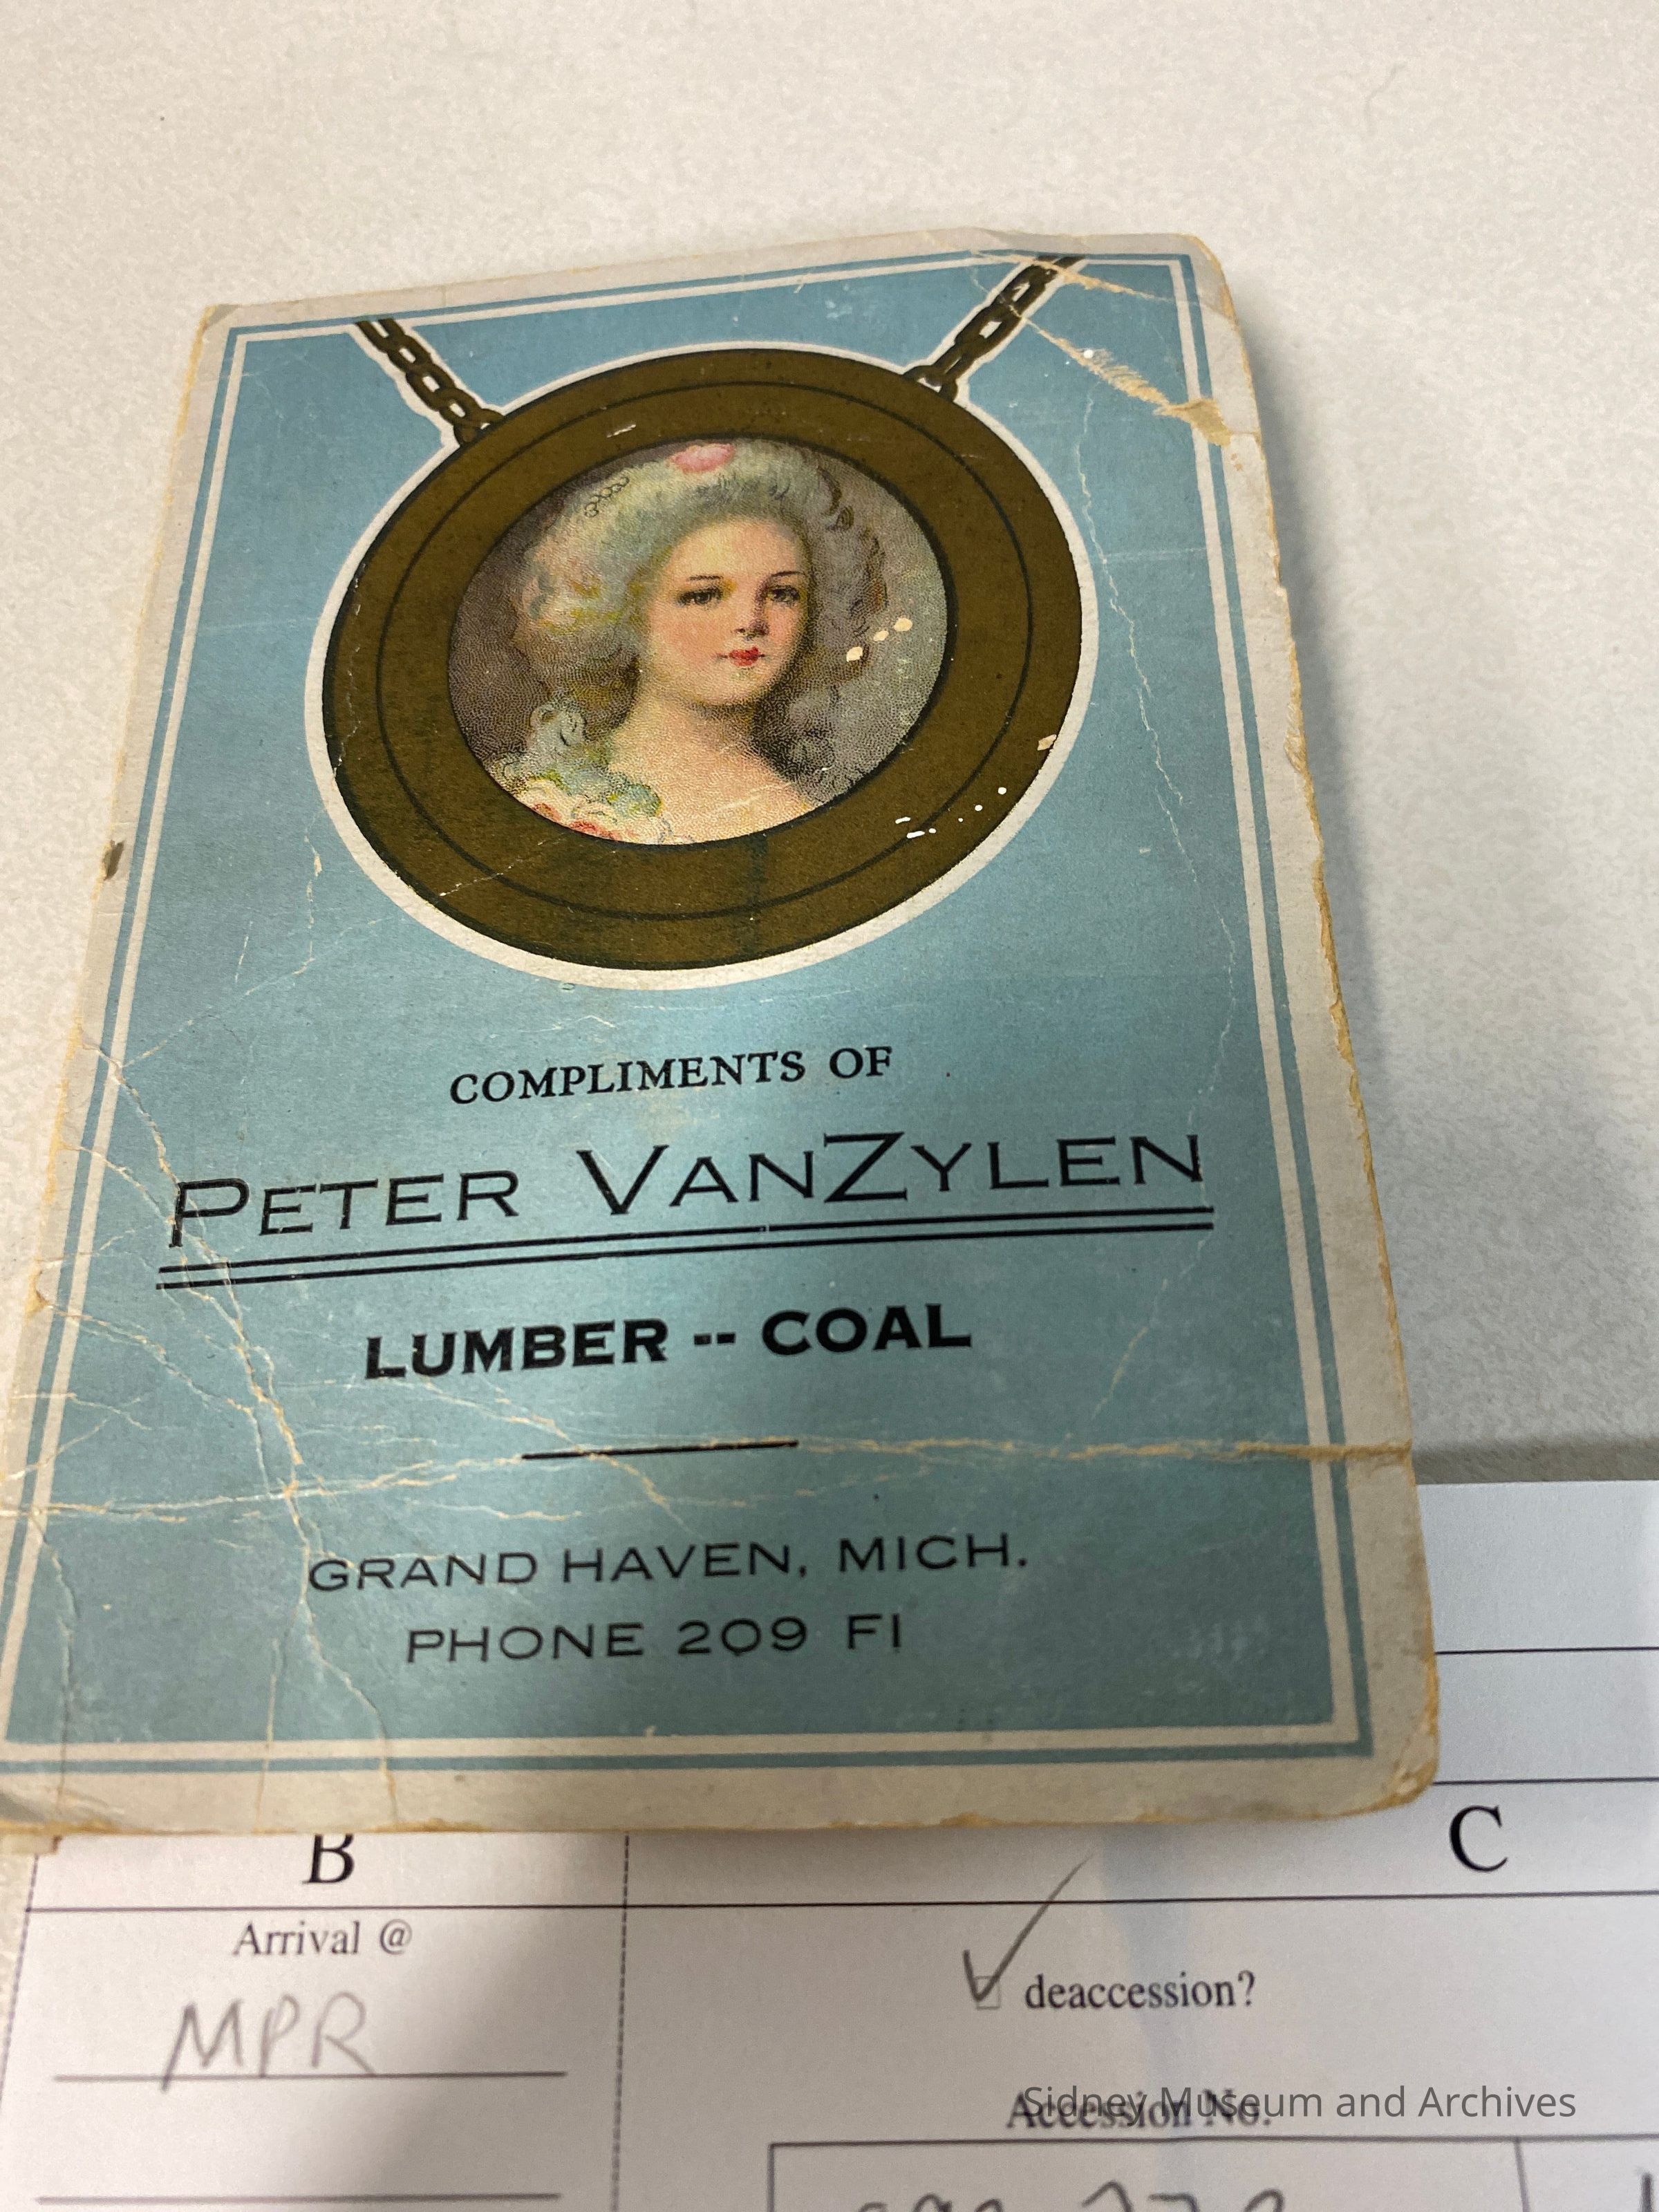 COMPLIMENTS OF
PETER VANZYLEN
LUMBER -- COAL
GRAND HAVEN, MICH.
PHONE 209 F1
B
C
Arrival @
MPR
deaccession?
Accession No.
Sidney Museum and Archives